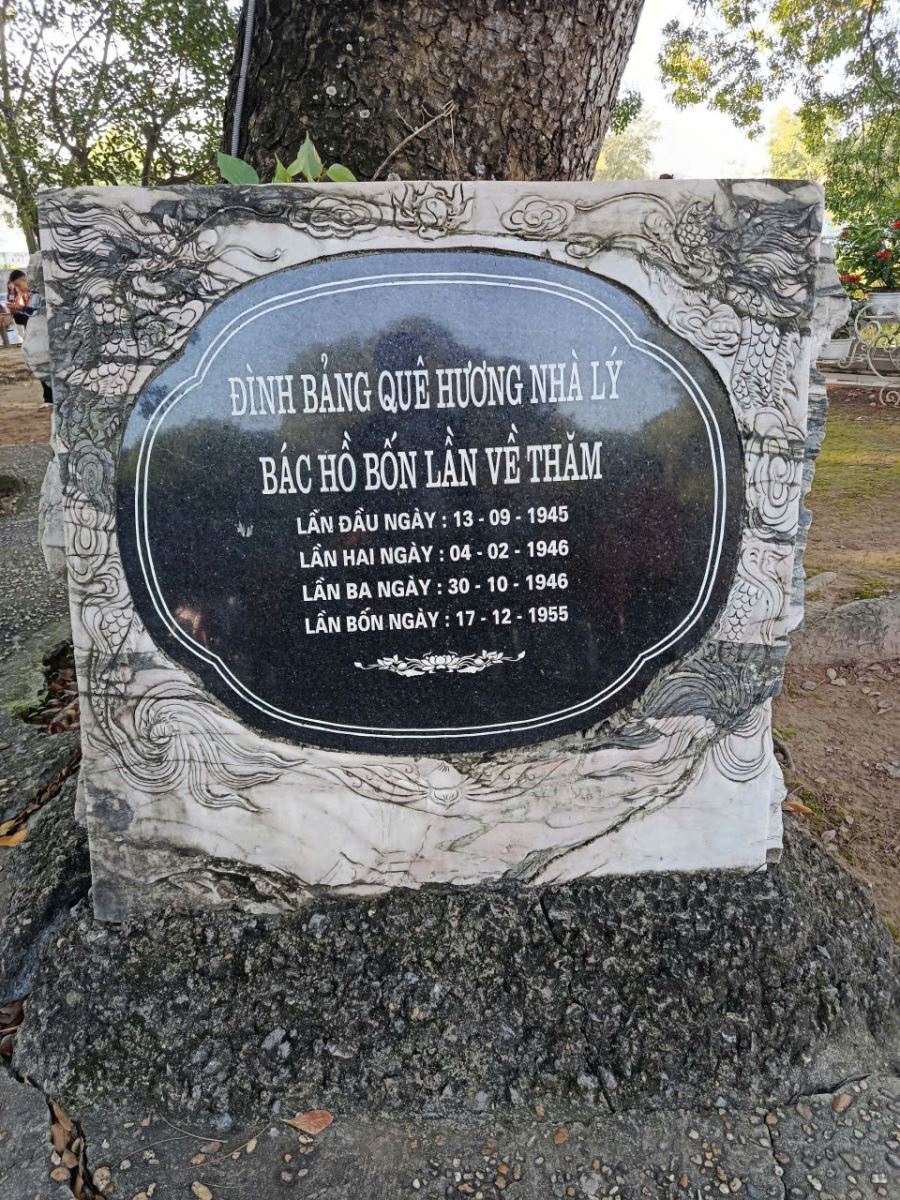 ĐÌNH BẢNG QUÊ HƯƠNG NHÀ LÝ
BÁC HỒ BỐN LẦN VỀ THĂM
LẦN ĐẦU NGÀY : 13 - 09 - 1945
LẦN HAI NGÀY : 04 - 02 - 1946
LẦN BA NGÀY : 30 - 10 - 1946
LẦN BỐN NGÀY : 17 - 12 - 1955